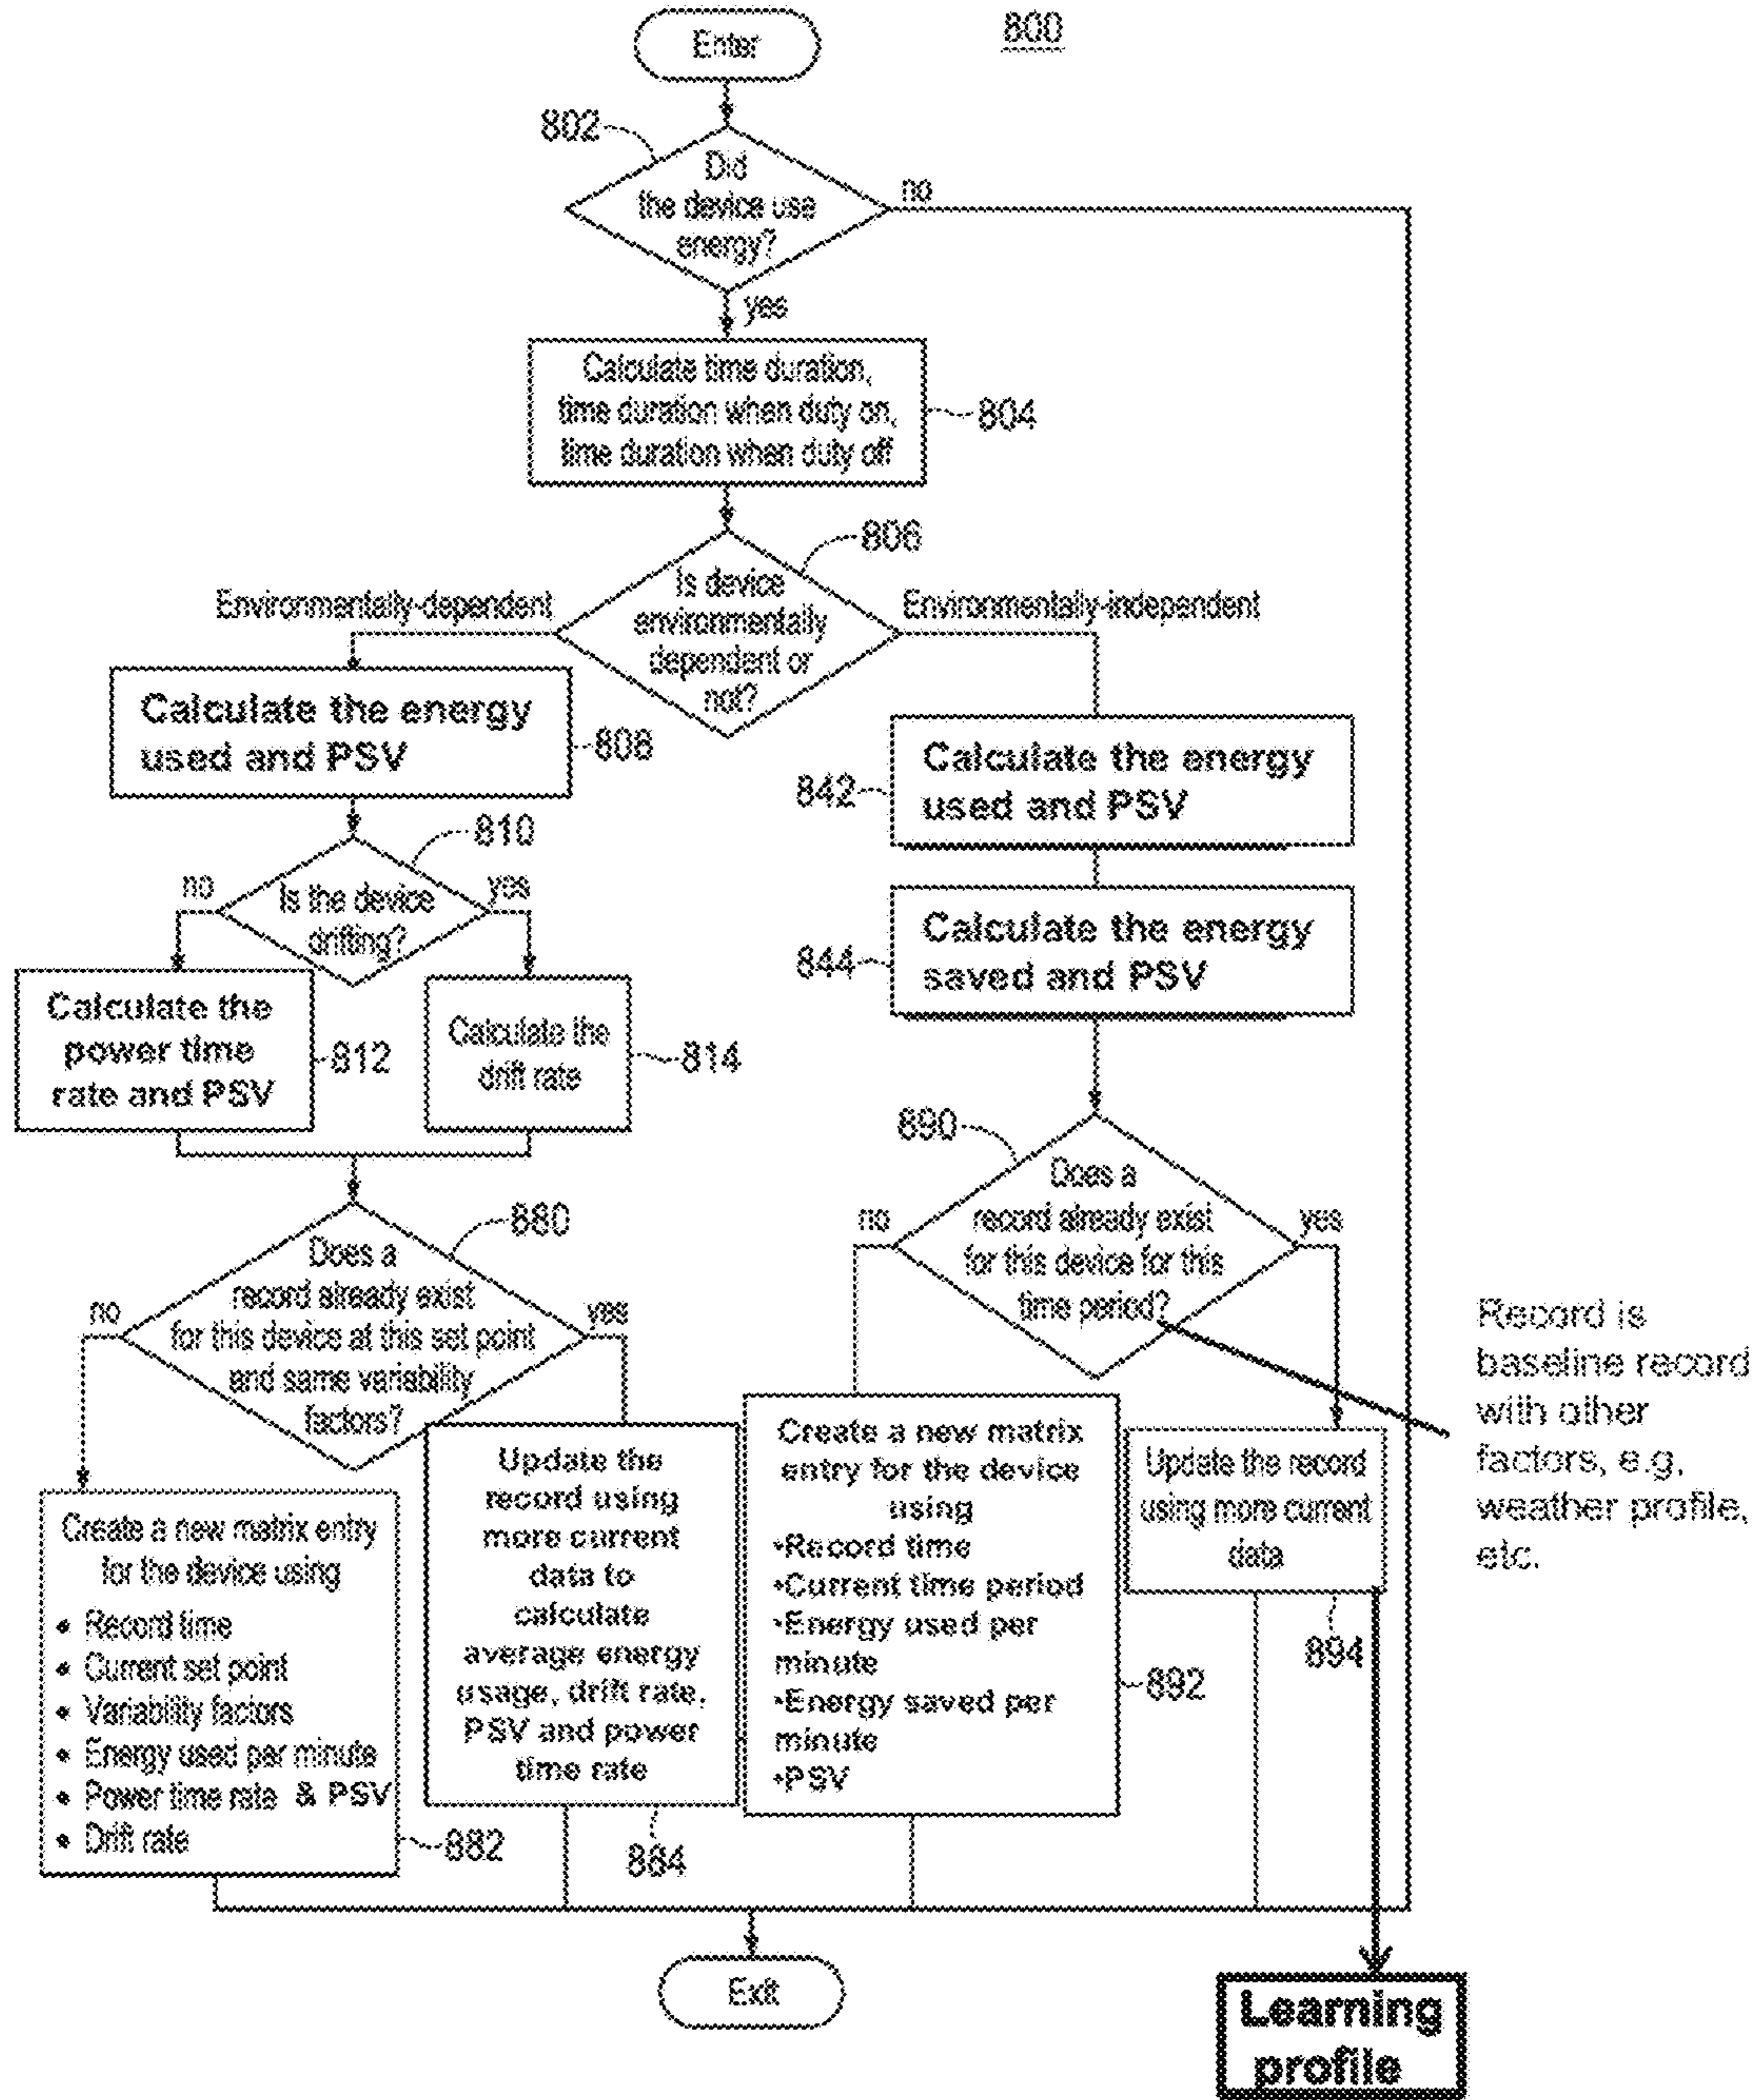 Enter
800
802
Did
the device use
energy?
no
yes
Calculate time duration,
time duration when duty on,
time duration when duty off
804
806
Is device
environmentally
dependent or
not?
Environmentally-dependent
Environmentally-independent
Calculate the energy
used and PSV
808
842
Calculate the energy
used and PSV
810
no
yes
Is the device
drifting?
844
Calculate the energy
saved and PSV
Calculate the
power time
rate and PSV
812
Calculate the
drift rate
814
890
Does a
record already exist
for this device for this
time period?
no
yes
880
Does a
record already exist
for this device at this set point
and same variability
factors?
no
yes
Record is
baseline record
with other
factors, e.g,
weather profile,
etc.
Create a new matrix entry
for the device using
• Record time
• Current set point
• Variability factors
• Energy used per minute
• Power time rate & PSV
• Drift rate
882
Update the
record using
more current
data to
calculate
average energy
usage, drift rate,
PSV and power
time rate
884
Create a new matrix
entry for the device
using
•Record time
•Current time period
•Energy used per
minute
•Energy saved per
minute
•PSV
892
Update the record
using more current
data
894
Exit
Learning
profile